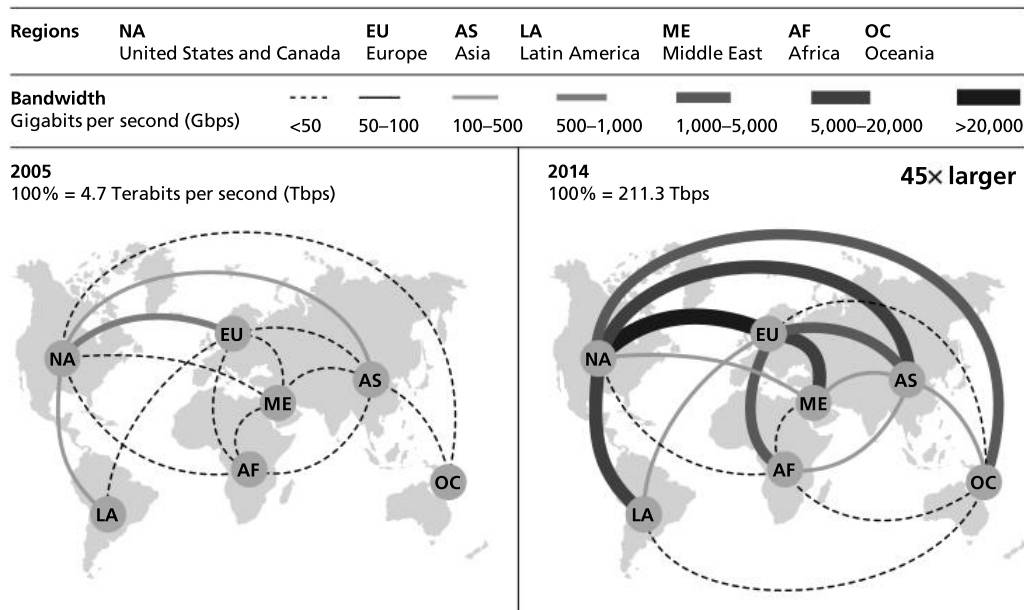 Regions NA EU AS LA ME AF OC
United States and Canada Europe Asia Latin America Middle East Africa Oceania
Bandwidth
Gigabits per second (Gbps)
<50 50–100 100–500 500–1,000 1,000–5,000 5,000–20,000 >20,000
2005
100% = 4.7 Terabits per second (Tbps)
NA
EU
AS
ME
AF
OC
LA
2014
100% = 211.3 Tbps
45× larger
NA
EU
AS
ME
AF
OC
LA